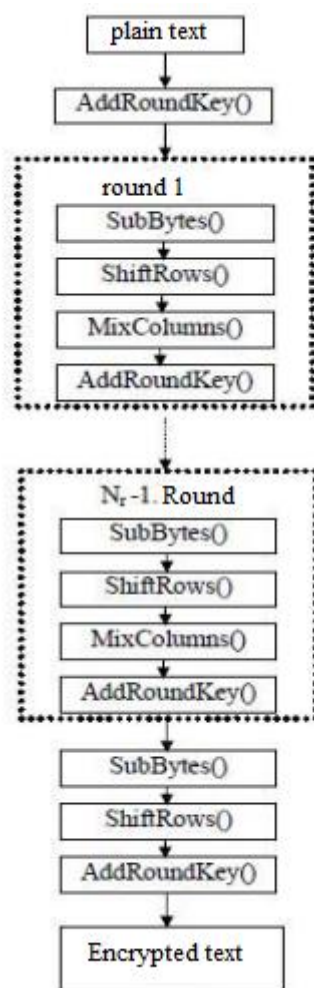 plain text
AddRoundKey()
round 1
SubBytes()
ShiftRows()
MixColumns()
AddRoundKey()
Nᵣ -1. Round
SubBytes()
ShiftRows()
MixColumns()
AddRoundKey()
SubBytes()
ShiftRows()
AddRoundKey()
Encrypted text